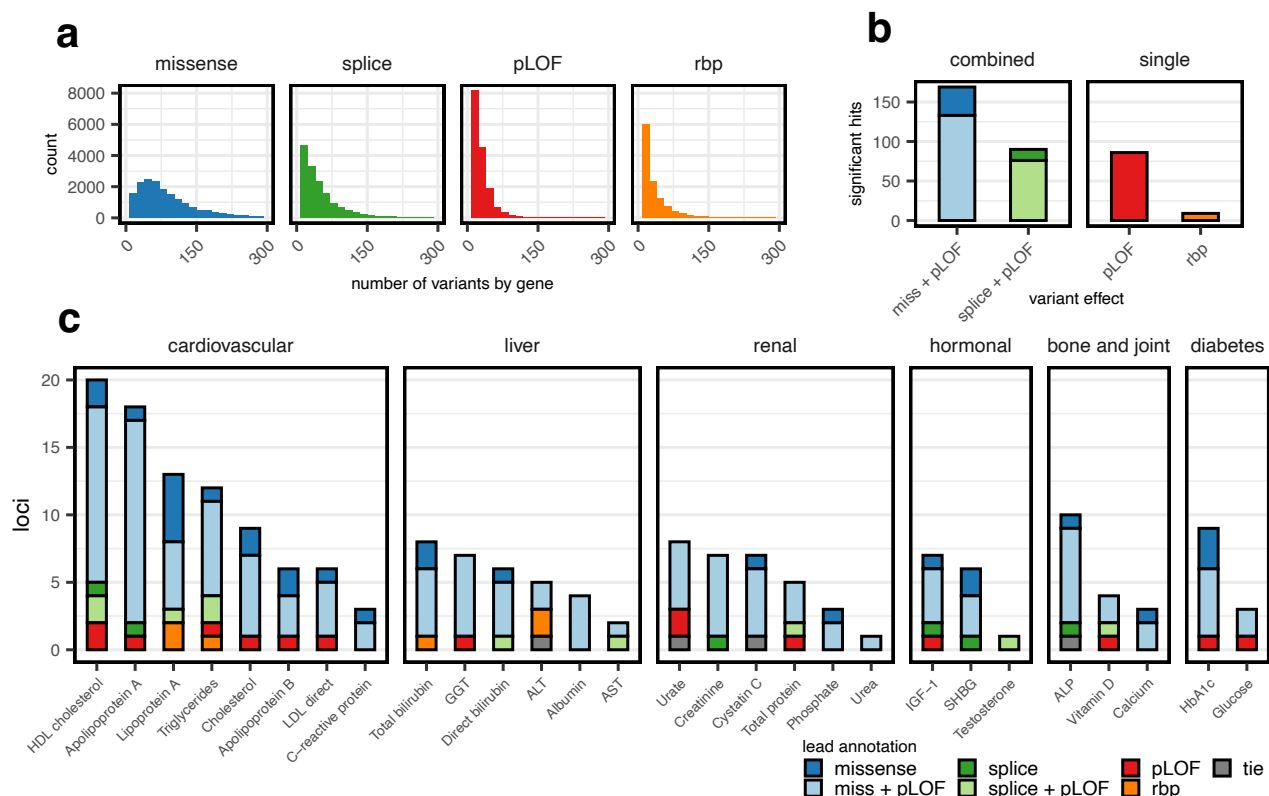 a
missense splice pLOF rbp
8000
6000
4000
2000
0
count
0 150 300 0 150 300 0 150 300 0 150 300
number of variants by gene
b
combined single
150
100
50
0
significant hits
miss + pLOF splice + pLOF pLOF rbp
variant effect
c
cardiovascular liver renal hormonal bone and joint diabetes
20
15
10
5
0
loci
HDL cholesterol Apolipoprotein A Lipoprotein A Triglycerides Cholesterol Apolipoprotein B LDL direct C−reactive protein Total bilirubin GGT Direct bilirubin ALT Albumin AST Urate Creatinine Cystatin C Total protein Phosphate Urea IGF−1 SHBG Testosterone ALP Vitamin D Calcium HbA1c Glucose
lead annotation
missense splice pLOF tie
miss + pLOF splice + pLOF rbp